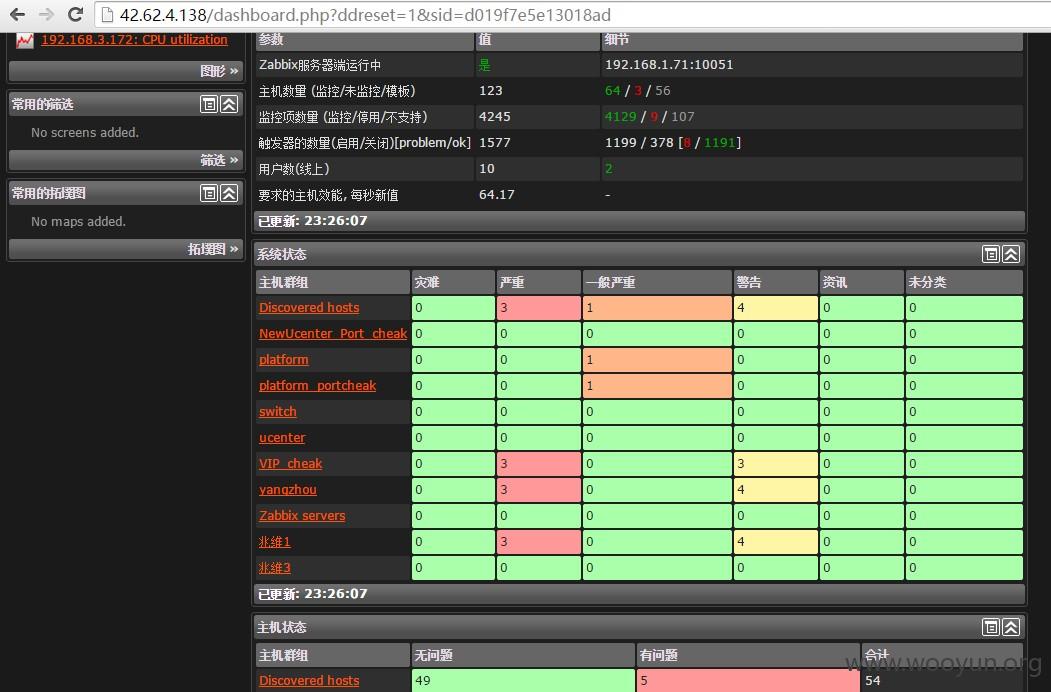 42.62.4.138/dashboard.php?ddreset=1&sid=d019f7e5e13018ad
192.168.3.172: CPU utilization
图形 »
常用的筛选
No screens added.
筛选 »
常用的拓墣图
No maps added.
拓墣图 »
参数 值 细节
Zabbix服务器端运行中 是 192.168.1.71:10051
主机数量 (监控/未监控/模板) 123 64 / 3 / 56
监控项数量 (监控/停用/不支持) 4245 4129 / 9 / 107
触发器的数量(启用/关闭)[problem/ok] 1577 1199 / 378 [8 / 1191]
用户数(线上) 10 2
要求的主机效能, 每秒新值 64.17 -
已更新: 23:26:07
系统状态
主机群组 灾难 严重 一般严重 警告 资讯 未分类
Discovered hosts 0 3 1 4 0 0
NewUcenter_Port_cheak 0 0 0 0 0 0
platform 0 0 1 0 0 0
platform_portcheak 0 0 1 0 0 0
switch 0 0 0 0 0 0
ucenter 0 0 0 0 0 0
VIP_cheak 0 3 0 3 0 0
yangzhou 0 3 0 4 0 0
Zabbix servers 0 0 0 0 0 0
兆维1 0 3 0 4 0 0
兆维3 0 0 0 0 0 0
已更新: 23:26:07
主机状态
主机群组 无问题 有问题 合计
Discovered hosts 49 5 54
www.wooyun.org